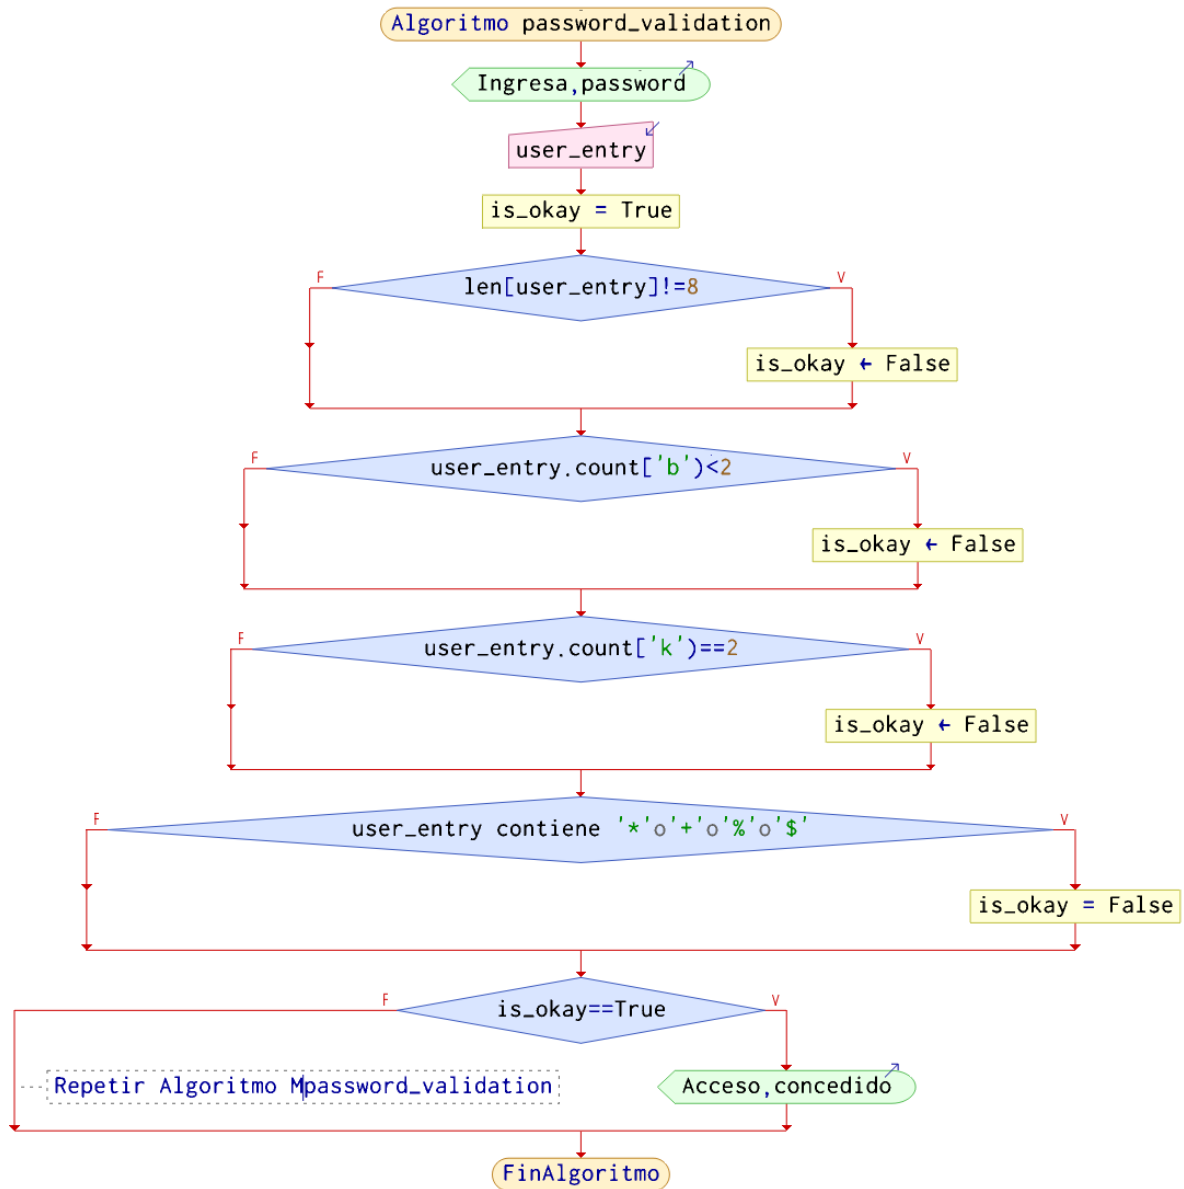 Algoritmo password_validation
Ingresa,password
user_entry
is_okay = True
F
len[user_entry]!=8
V
is_okay ← False
F
user_entry.count['b')<2
V
is_okay ← False
F
user_entry.count['k')==2
V
is_okay ← False
F
user_entry contiene '*'o'+'o'%'o'$'
V
is_okay = False
F
is_okay==True
V
Repetir Algoritmo Mpassword_validation
Acceso,concedido
FinAlgoritmo